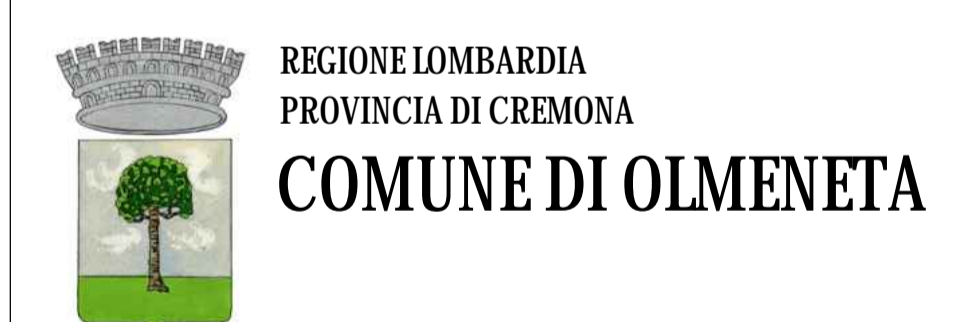 REGIONE LOMBARDIA
PROVINCIA DI CREMONA
COMUNE DI OLMENETA